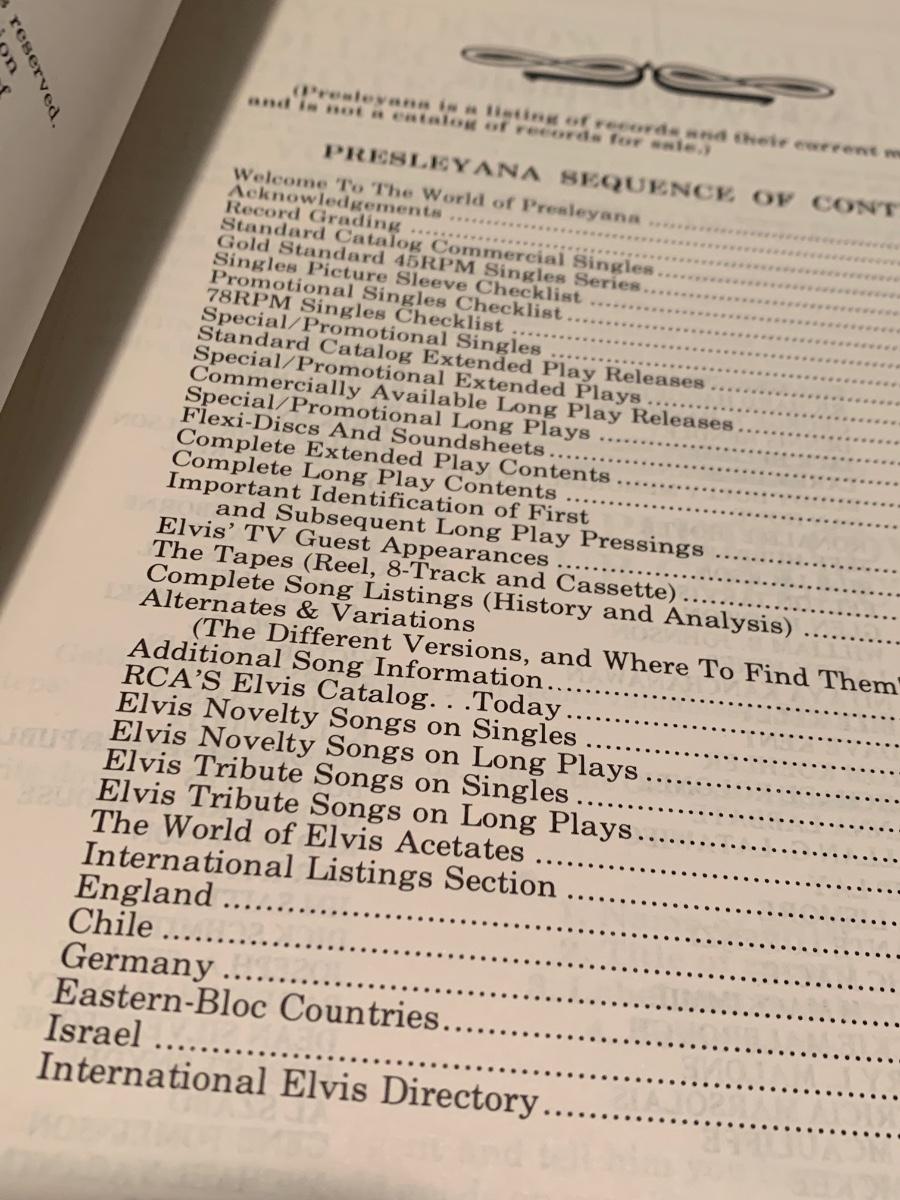 reserved.
on
f
(Presleyana is a listing of records and their current m
and is not a catalog of records for sale.)
PRESLEYANA SEQUENCE OF CONT
Welcome To The World of Presleyana ....................
Acknowledgements ....................
Record Grading ....................
Standard Catalog Commercial Singles....................
Gold Standard 45RPM Singles Series....................
Singles Picture Sleeve Checklist ....................
Promotional Singles Checklist....................
78RPM Singles Checklist ....................
Special/Promotional Singles ....................
Standard Catalog Extended Play Releases ....................
Special/Promotional Extended Plays ....................
Commercially Available Long Play Releases....................
Special/Promotional Long Plays ....................
Flexi-Discs And Soundsheets....................
Complete Extended Play Contents ....................
Complete Long Play Contents ....................
Important Identification of First
and Subsequent Long Play Pressings ....................
Elvis' TV Guest Appearances ....................
The Tapes (Reel, 8-Track and Cassette)....................
Complete Song Listings (History and Analysis) ..........
Alternates & Variations
(The Different Versions, and Where To Find Them
Additional Song Information....................
RCA'S Elvis Catalog. . .Today....................
Elvis Novelty Songs on Singles ....................
Elvis Novelty Songs on Long Plays ....................
Elvis Tribute Songs on Singles ....................
Elvis Tribute Songs on Long Plays....................
The World of Elvis Acetates ....................
International Listings Section ....................
England ....................
Chile ....................
Germany ....................
Eastern-Bloc Countries....................
Israel ....................
International Elvis Directory....................